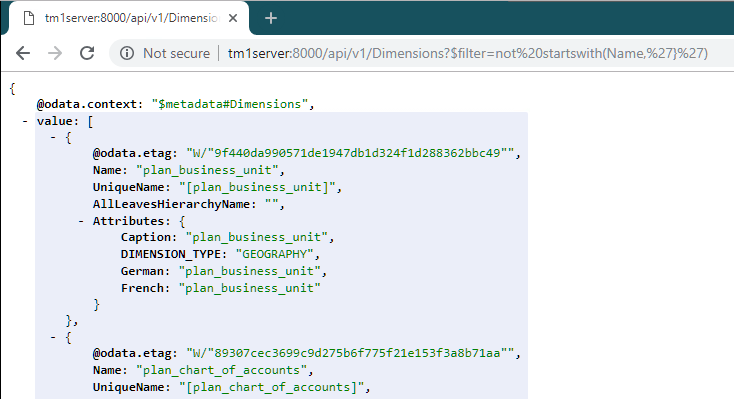 tm1server:8000/api/v1/Dimensio
Not secure | tm1server:8000/api/v1/Dimensions?$filter=not%20startswith(Name,%27}%27)
{
@odata.context: "$metadata#Dimensions",
- value: [
- {
@odata.etag: "W/"9f440da990571de1947db1d324f1d288362bbc49"",
Name: "plan_business_unit",
UniqueName: "[plan_business_unit]",
AllLeavesHierarchyName: "",
- Attributes: {
Caption: "plan_business_unit",
DIMENSION_TYPE: "GEOGRAPHY",
German: "plan_business_unit",
French: "plan_business_unit"
}
},
- {
@odata.etag: "W/"89307cec3699c9d275b6f775f21e153f3a8b71aa"",
Name: "plan_chart_of_accounts",
UniqueName: "[plan_chart_of_accounts]",